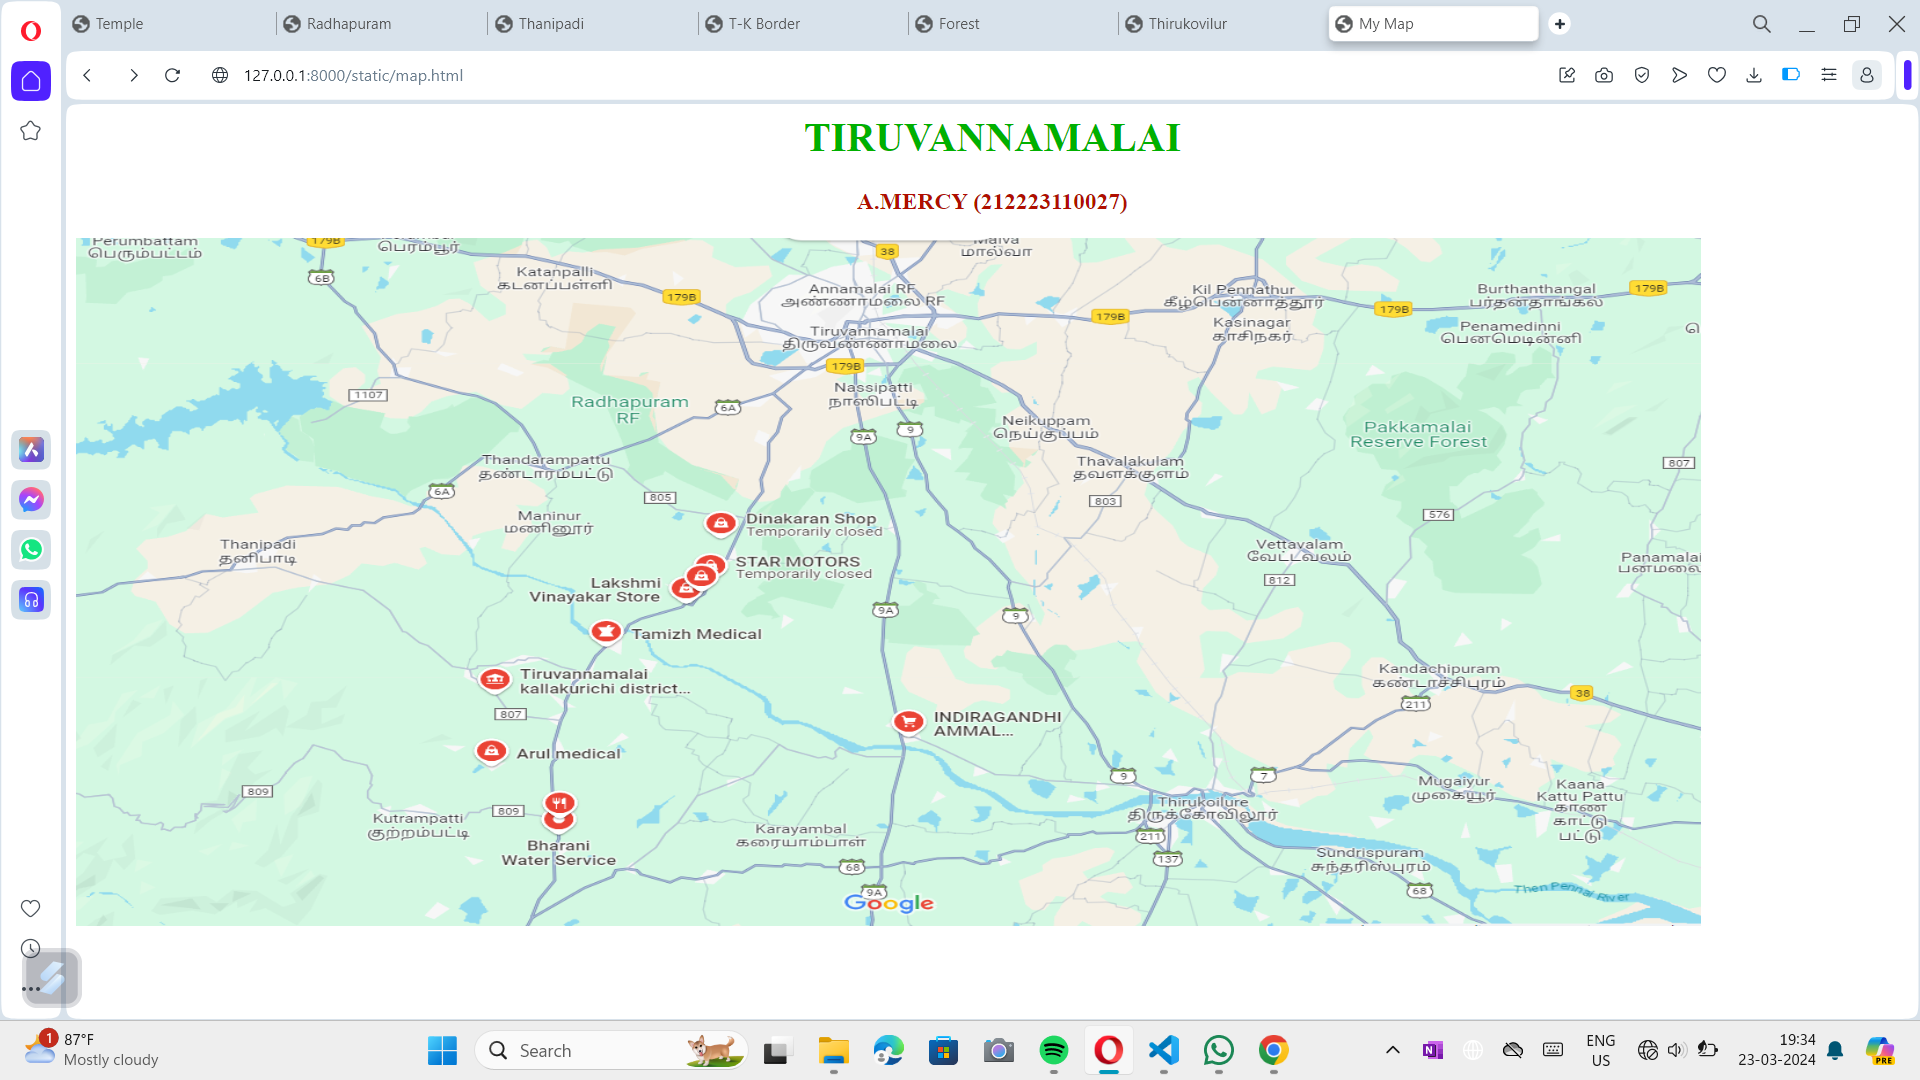 Temple
Radhapuram
Thanipadi
T-K Border
Forest
Thirukovilur
My Map
127.0.0.1:8000/static/map.html
TIRUVANNAMALAI
A.MERCY (212223110027)
Perumbattam
பெரும்பட்டம்
பெரம்பூர்
179B
38
மால்வா
6B
Katanpalli
கடனப்பள்ளி
179B
Annamalai RF
அண்ணாமலை RF
Kil Pennathur
கீழ்பென்னாத்தூர்
Burthanthangal
பர்தன்தாங்கல்
179B
179B
179B
Tiruvannamalai
திருவண்ணாமலை
Kasinagar
காசிநகர்
Penamedinni
பென்மெடின்னி
179B
1107
Nassipatti
நாஸிபட்டி
Radhapuram
RF
6A
9A
9
Neikuppam
நெய்குப்பம்
Pakkamalai
Reserve Forest
Thandarampattu
தண்டாரம்பட்டு
Thavalakulam
தவளக்குளம்
807
6A
805
803
576
Maninur
மணினூர்
Dinakaran Shop
Temporarily closed
Thanipadi
தனிபாடி
Vettavalam
வேட்டவலம்
Panamalai
பனமலை
STAR MOTORS
Temporarily closed
812
Lakshmi
Vinayakar Store
9A
9
Tamizh Medical
Tiruvannamalai
kallakurichi district...
Kandachipuram
கண்டாச்சிபுரம்
38
211
807
INDIRAGANDHI
AMMAL...
Arul medical
9
7
Mugaiyur
முகையூர்
Kaana
Kattu Pattu
காண
காட்டு
பட்டு
809
809
Thirukoilure
திருக்கோவிலூர்
Kutrampatti
குற்றம்பட்டி
Karayambal
கரையாம்பாள்
211
137
Bharani
Water Service
68
Sundrispuram
சுந்தரிஸ்புரம்
68
9A
Google
Then Pennai River
1
87°F
Mostly cloudy
Search
ENG
US
19:34
23-03-2024
PRE